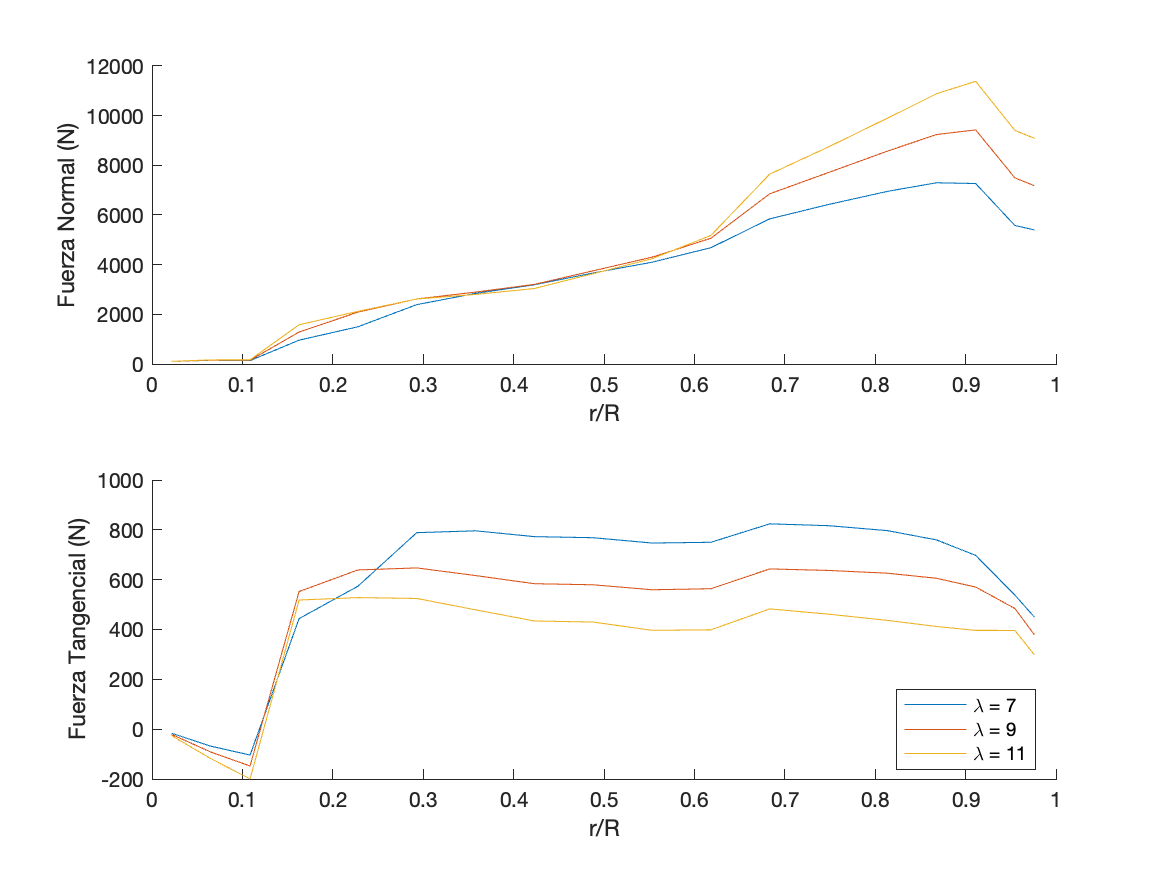 12000
10000
8000
6000
4000
2000
0
Fuerza Normal (N)
0 0.1 0.2 0.3 0.4 0.5 0.6 0.7 0.8 0.9 1
r/R
1000
800
600
400
200
0
-200
Fuerza Tangencial (N)
λ = 7
λ = 9
λ = 11
0 0.1 0.2 0.3 0.4 0.5 0.6 0.7 0.8 0.9 1
r/R